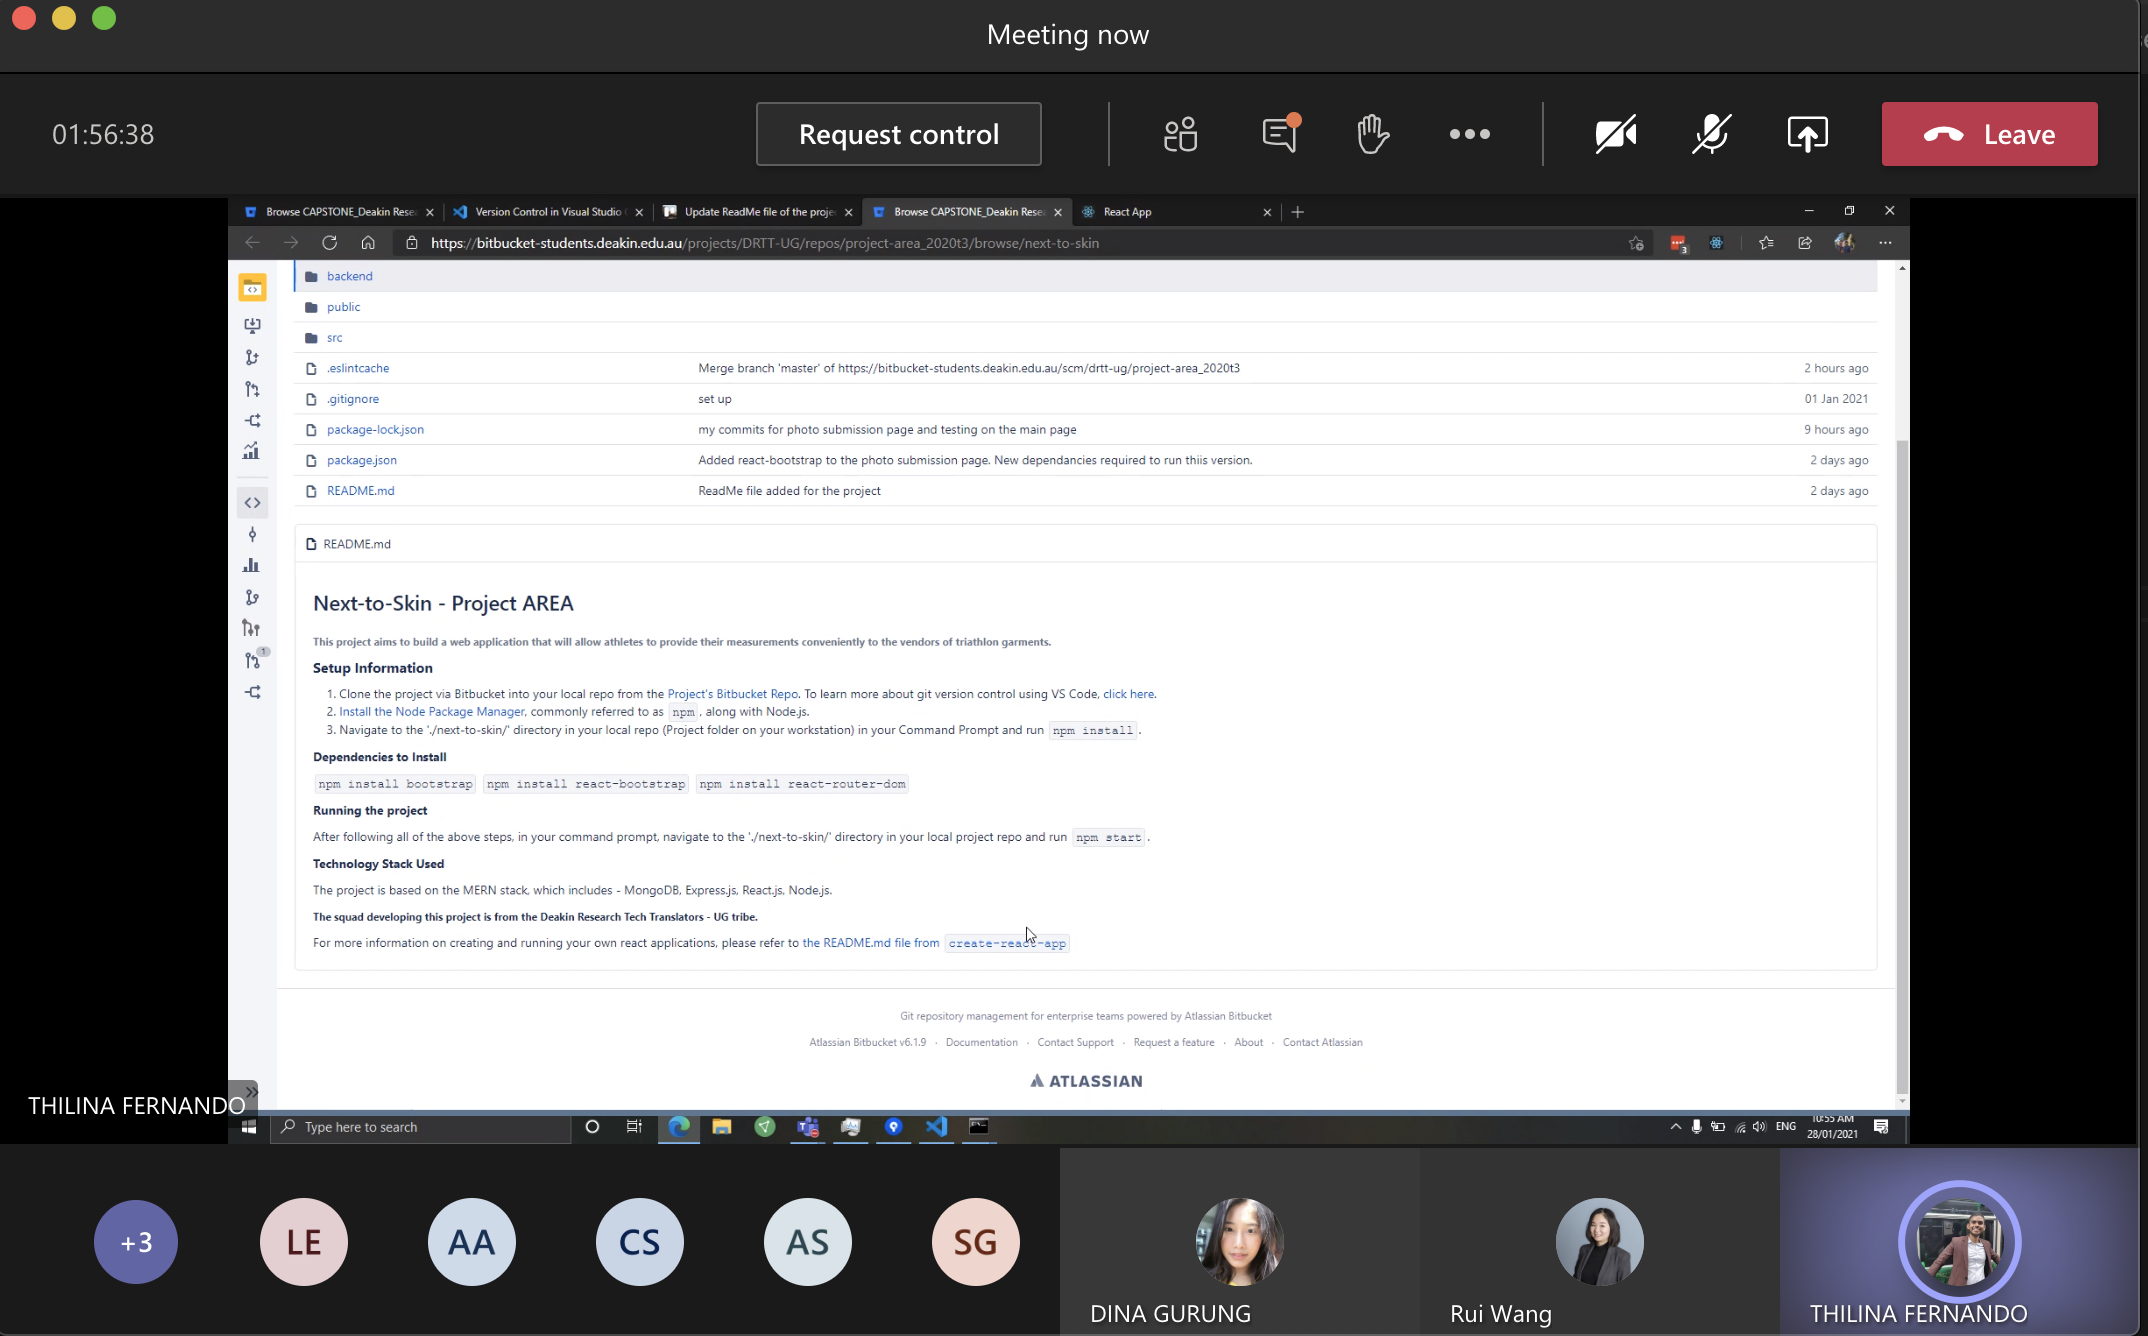 Meeting now
01:56:38
Request control
Leave
Browse CAPSTONE_Deakin Rese
Version Control in Visual Studio
Update ReadMe file of the proje
Browse CAPSTONE_Deakin Rese
React App
https://bitbucket-students.deakin.edu.au/projects/DRTT-UG/repos/project-area_2020t3/browse/next-to-skin
3
backend
public
src
.eslintcache Merge branch 'master' of https://bitbucket-students.deakin.edu.au/scm/drtt-ug/project-area_2020t3 2 hours ago
.gitignore set up 01 Jan 2021
package-lock.json my commits for photo submission page and testing on the main page 9 hours ago
package.json Added react-bootstrap to the photo submission page. New dependancies required to run thiis version. 2 days ago
README.md ReadMe file added for the project 2 days ago
README.md
Next-to-Skin - Project AREA
This project aims to build a web application that will allow athletes to provide their measurements conveniently to the vendors of triathlon garments.
Setup Information
1. Clone the project via Bitbucket into your local repo from the Project's Bitbucket Repo. To learn more about git version control using VS Code, click here.
2. Install the Node Package Manager, commonly referred to as npm, along with Node.js.
3. Navigate to the './next-to-skin/' directory in your local repo (Project folder on your workstation) in your Command Prompt and run npm install.
1
Dependencies to Install
npm install bootstrap npm install react-bootstrap npm install react-router-dom
Running the project
After following all of the above steps, in your command prompt, navigate to the './next-to-skin/' directory in your local project repo and run npm start.
Technology Stack Used
The project is based on the MERN stack, which includes - MongoDB, Express.js, React.js, Node.js.
The squad developing this project is from the Deakin Research Tech Translators - UG tribe.
For more information on creating and running your own react applications, please refer to the README.md file from create-react-app
Git repository management for enterprise teams powered by Atlassian Bitbucket
Atlassian Bitbucket v6.1.9 · Documentation · Contact Support · Request a feature · About · Contact Atlassian
ATLASSIAN
THILINA FERNANDO
Type here to search
ENG
10:55 AM
28/01/2021
+3
LE
AA
CS
AS
SG
DINA GURUNG
Rui Wang
THILINA FERNANDO